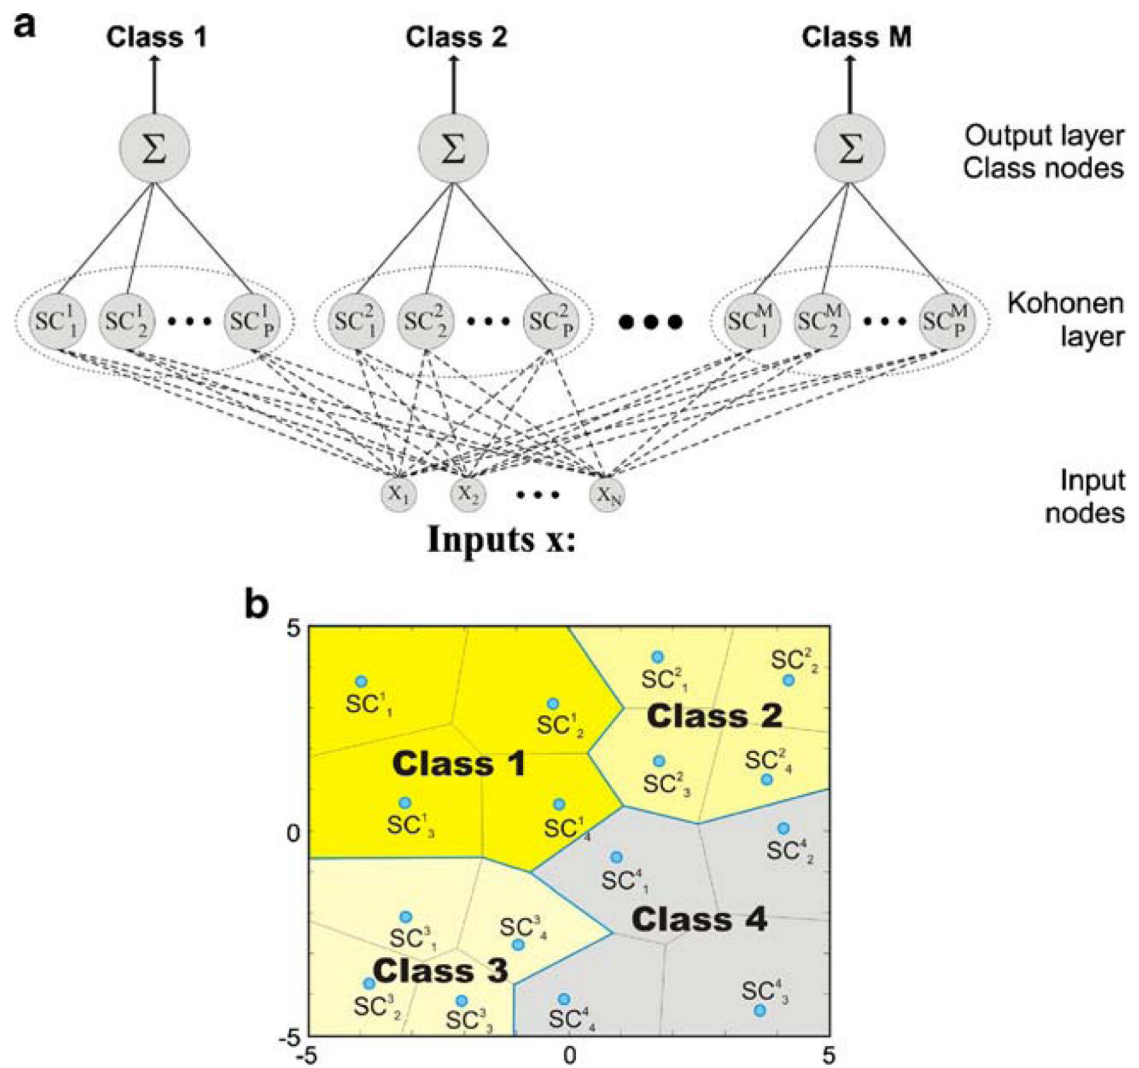 a
Class 1 Class 2 Class M
Σ Σ Σ
Output layer
Class nodes
SC¹₁ SC¹₂ ••• SC¹P SC²₁ SC²₂ ••• SC²P ••• SCᴹ₁ SCᴹ₂ ••• SCᴹP
Kohonen
layer
X₁ X₂ ••• X_N
Input
nodes
Inputs x:
b
5
SC²₁ SC²₂
SC¹₁ SC¹₂
Class 2
Class 1
SC²₃ SC²₄
SC¹₃ SC¹₄
0
SC⁴₁ SC⁴₂
Class 4
SC³₁ SC³₄
Class 3
SC³₂ SC³₃ SC⁴₄ SC⁴₃
-5
-5 0 5